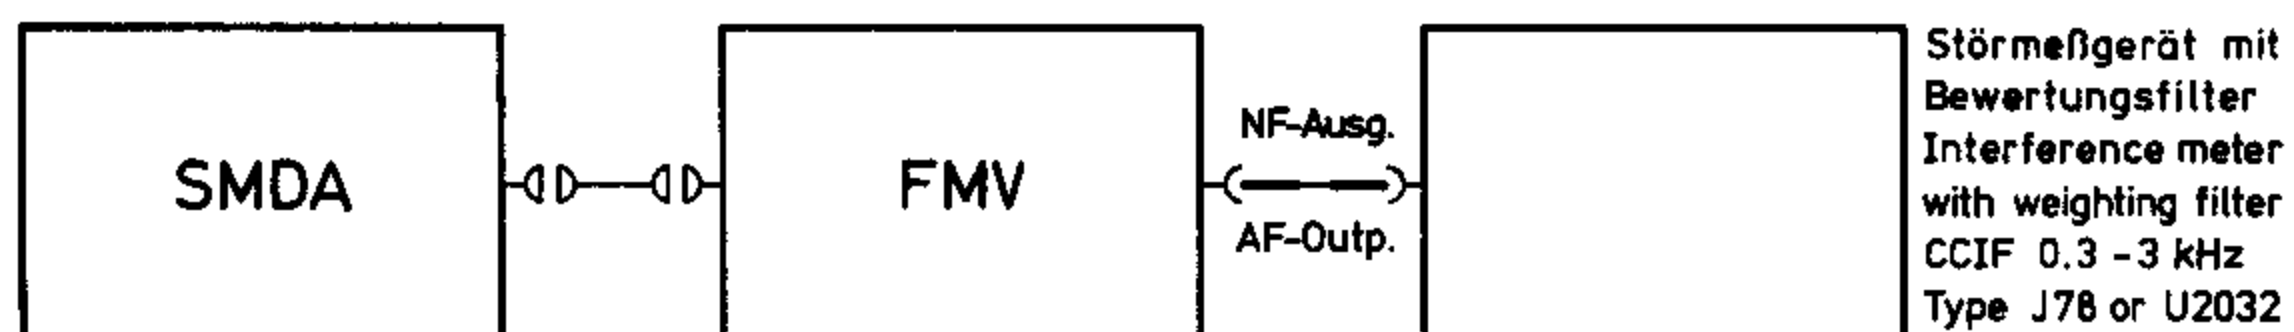 SMDA
FMV
NF-Ausg.
AF-Outp.
Störmeßgerät mit
Bewertungsfilter
Interference meter
with weighting filter
CCIF 0.3 - 3 kHz
Type J78 or U2032